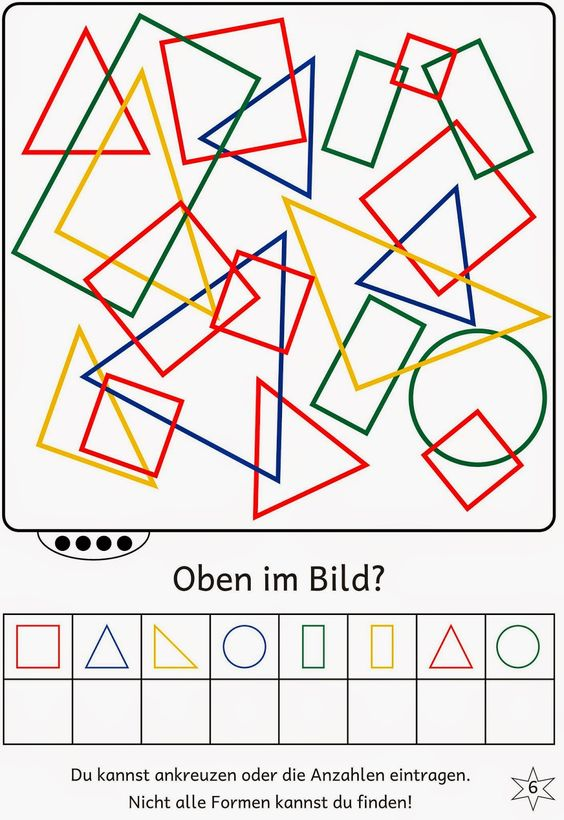 Oben im Bild?
Du kannst ankreuzen oder die Anzahlen eintragen.
Nicht alle Formen kannst du finden!
6